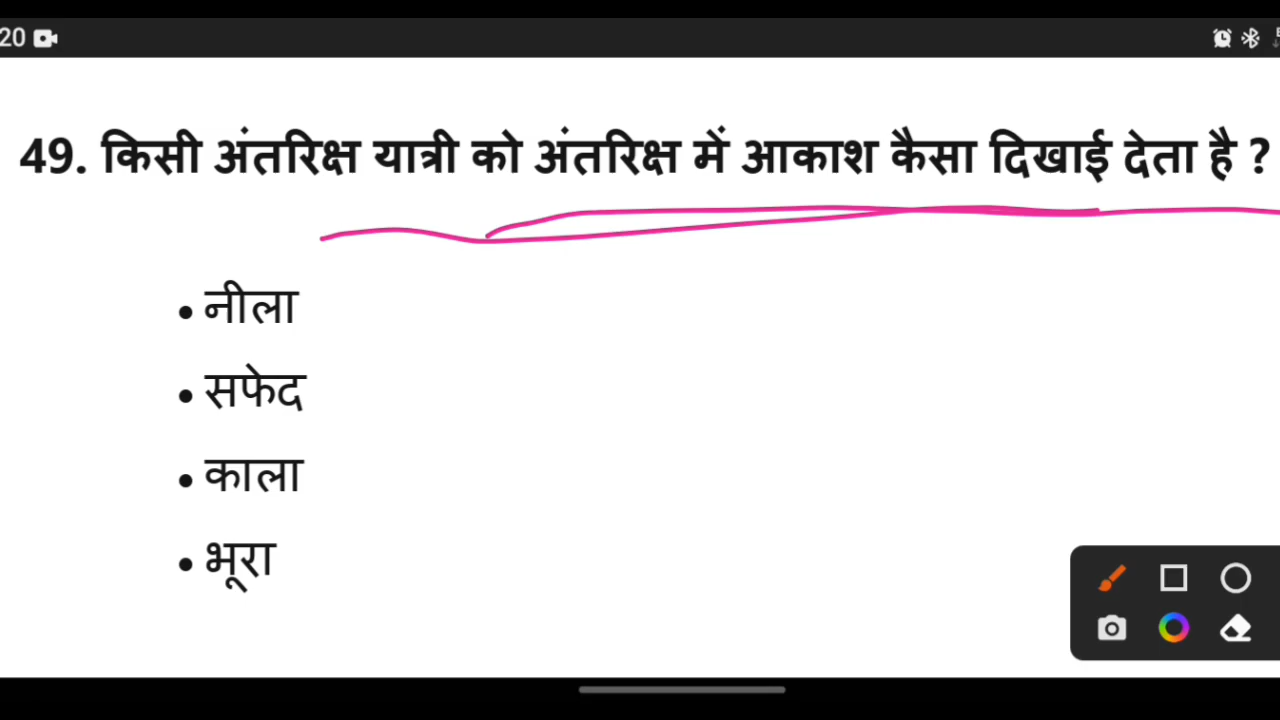 20
49. किसी अंतरिक्ष यात्री को अंतरिक्ष में आकाश कैसा दिखाई देता है ?
• नीला
• सफेद
• काला
• भूरा